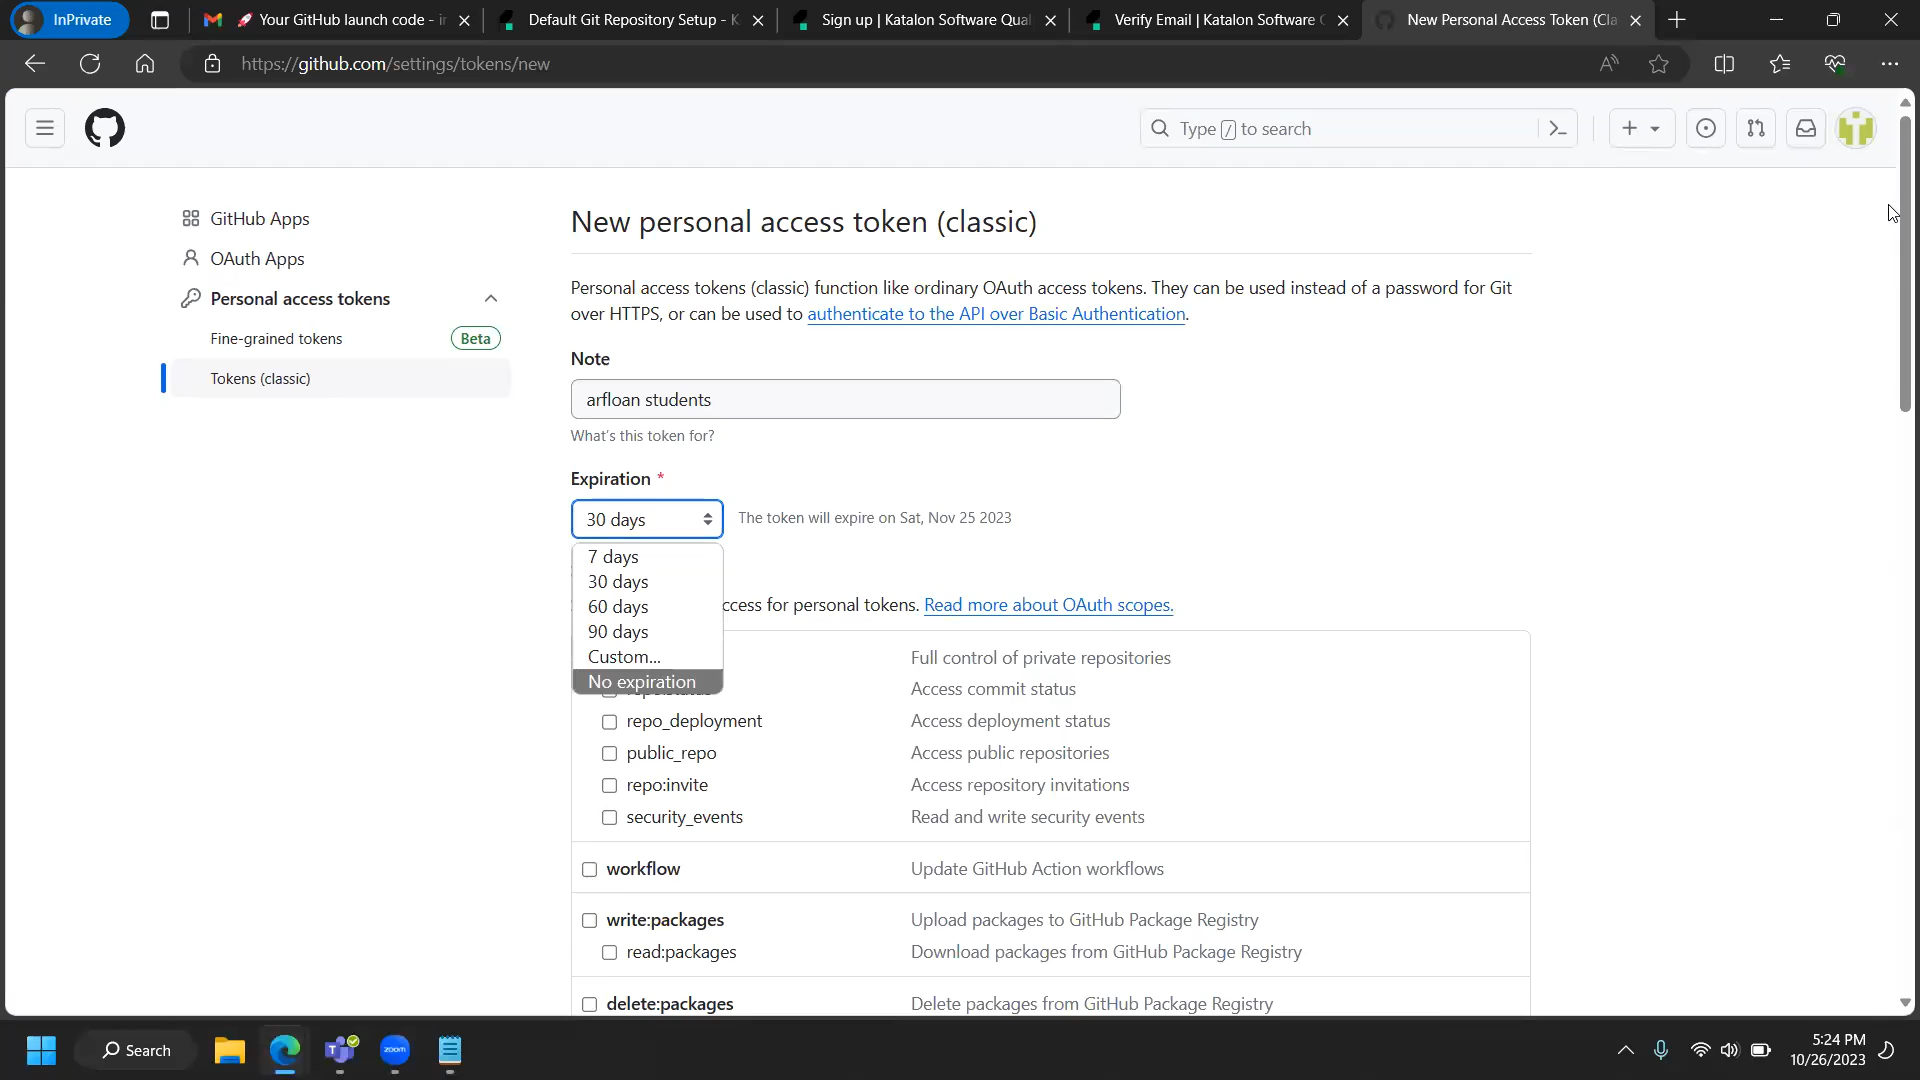 InPrivate
Your GitHub launch code - i
Default Git Repository Setup - K
Sign up | Katalon Software Qual
Verify Email | Katalon Software
New Personal Access Token (Cla
https://github.com/settings/tokens/new
Type / to search
GitHub Apps
OAuth Apps
Personal access tokens
Fine-grained tokens
Beta
Tokens (classic)
New personal access token (classic)
Personal access tokens (classic) function like ordinary OAuth access tokens. They can be used instead of a password for Git
over HTTPS, or can be used to authenticate to the API over Basic Authentication.
Note
arfloan students
What's this token for?
Expiration *
30 days
The token will expire on Sat, Nov 25 2023
7 days
30 days
60 days
90 days
Custom...
No expiration
ccess for personal tokens. Read more about OAuth scopes.
Full control of private repositories
Access commit status
repo_deployment
Access deployment status
public_repo
Access public repositories
repo:invite
Access repository invitations
security_events
Read and write security events
workflow
Update GitHub Action workflows
write:packages
Upload packages to GitHub Package Registry
read:packages
Download packages from GitHub Package Registry
delete:packages
Delete packages from GitHub Package Registry
Search
zoom
5:24 PM
10/26/2023